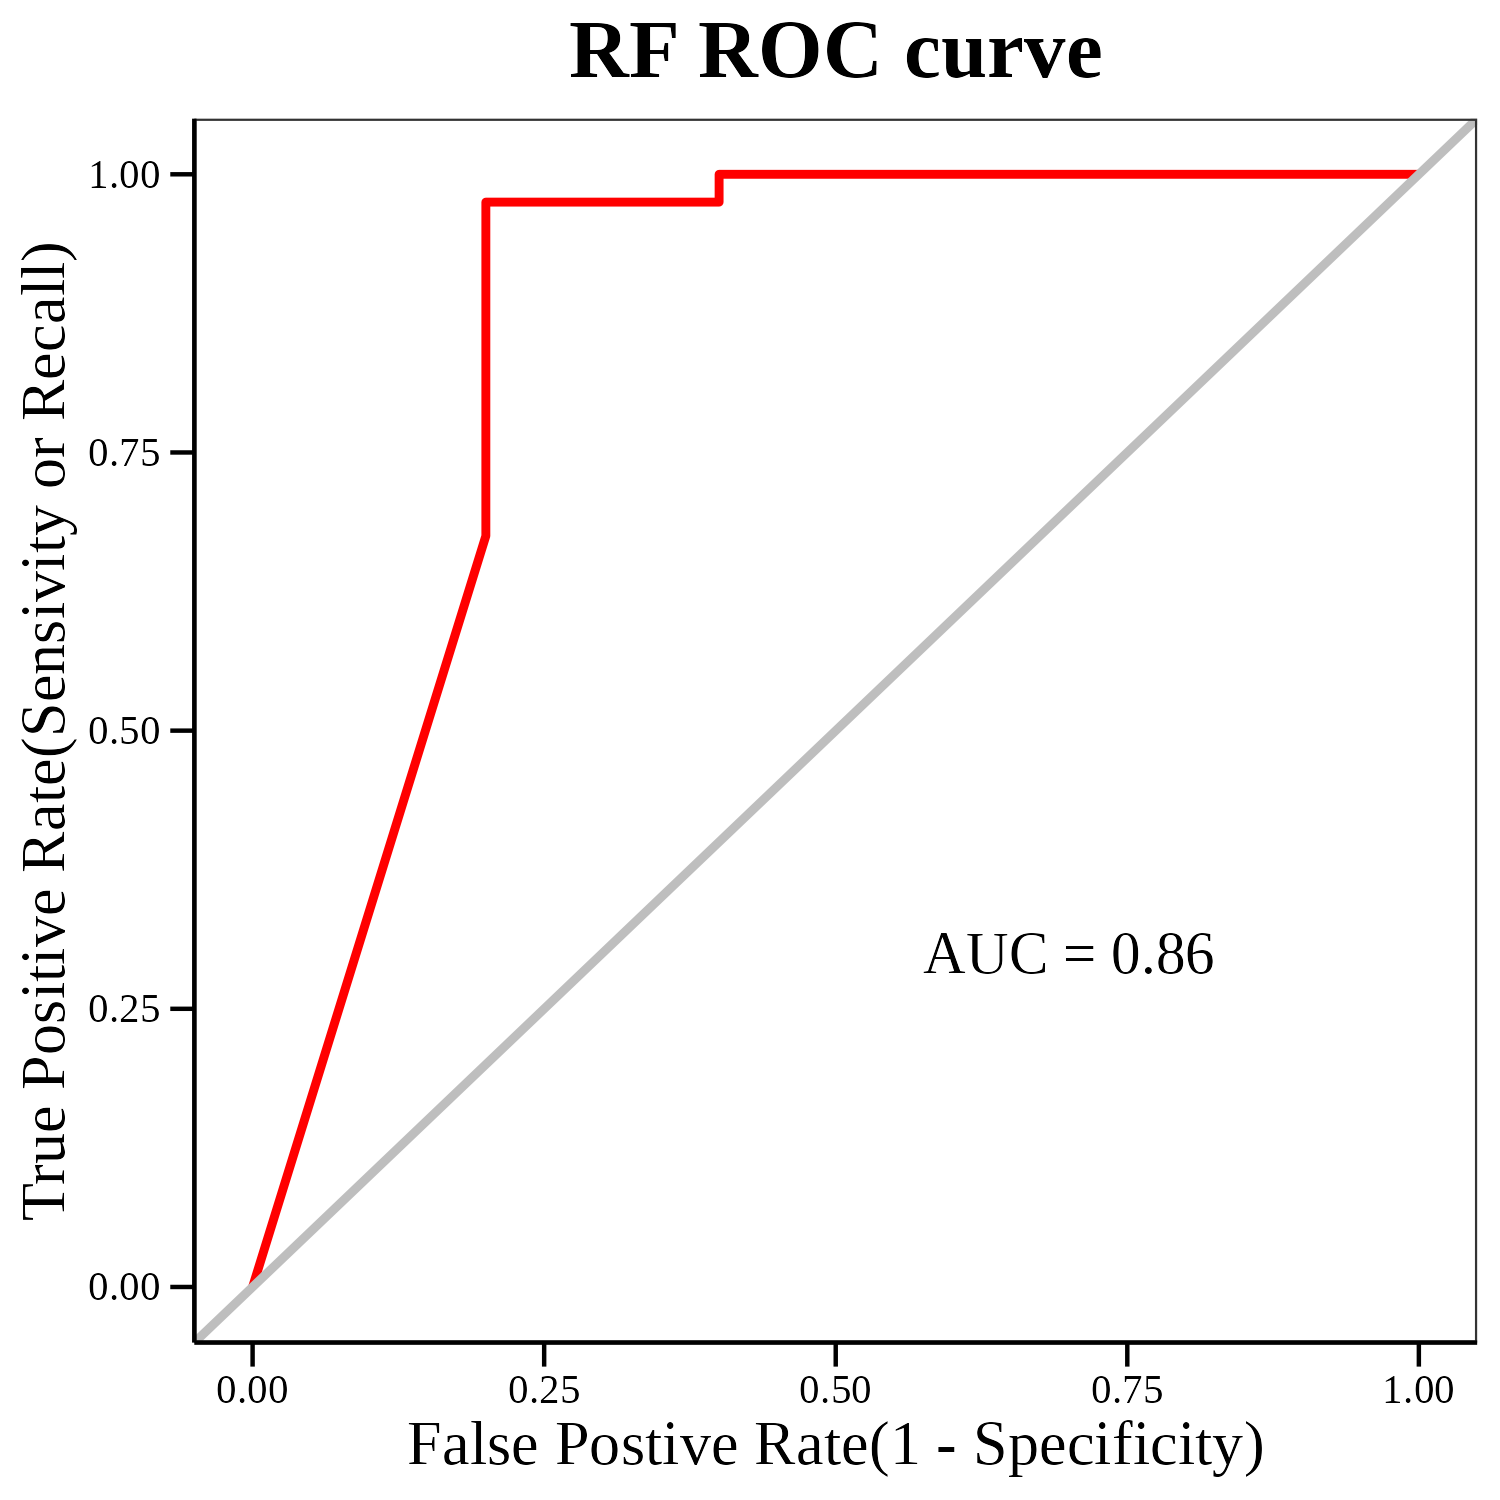 RF ROC curve
True Positive Rate(Sensitivity or Recall)
1.00
0.75
0.50
0.25
0.00
AUC = 0.86
0.00 0.25 0.50 0.75 1.00
False Postive Rate(1 - Specificity)